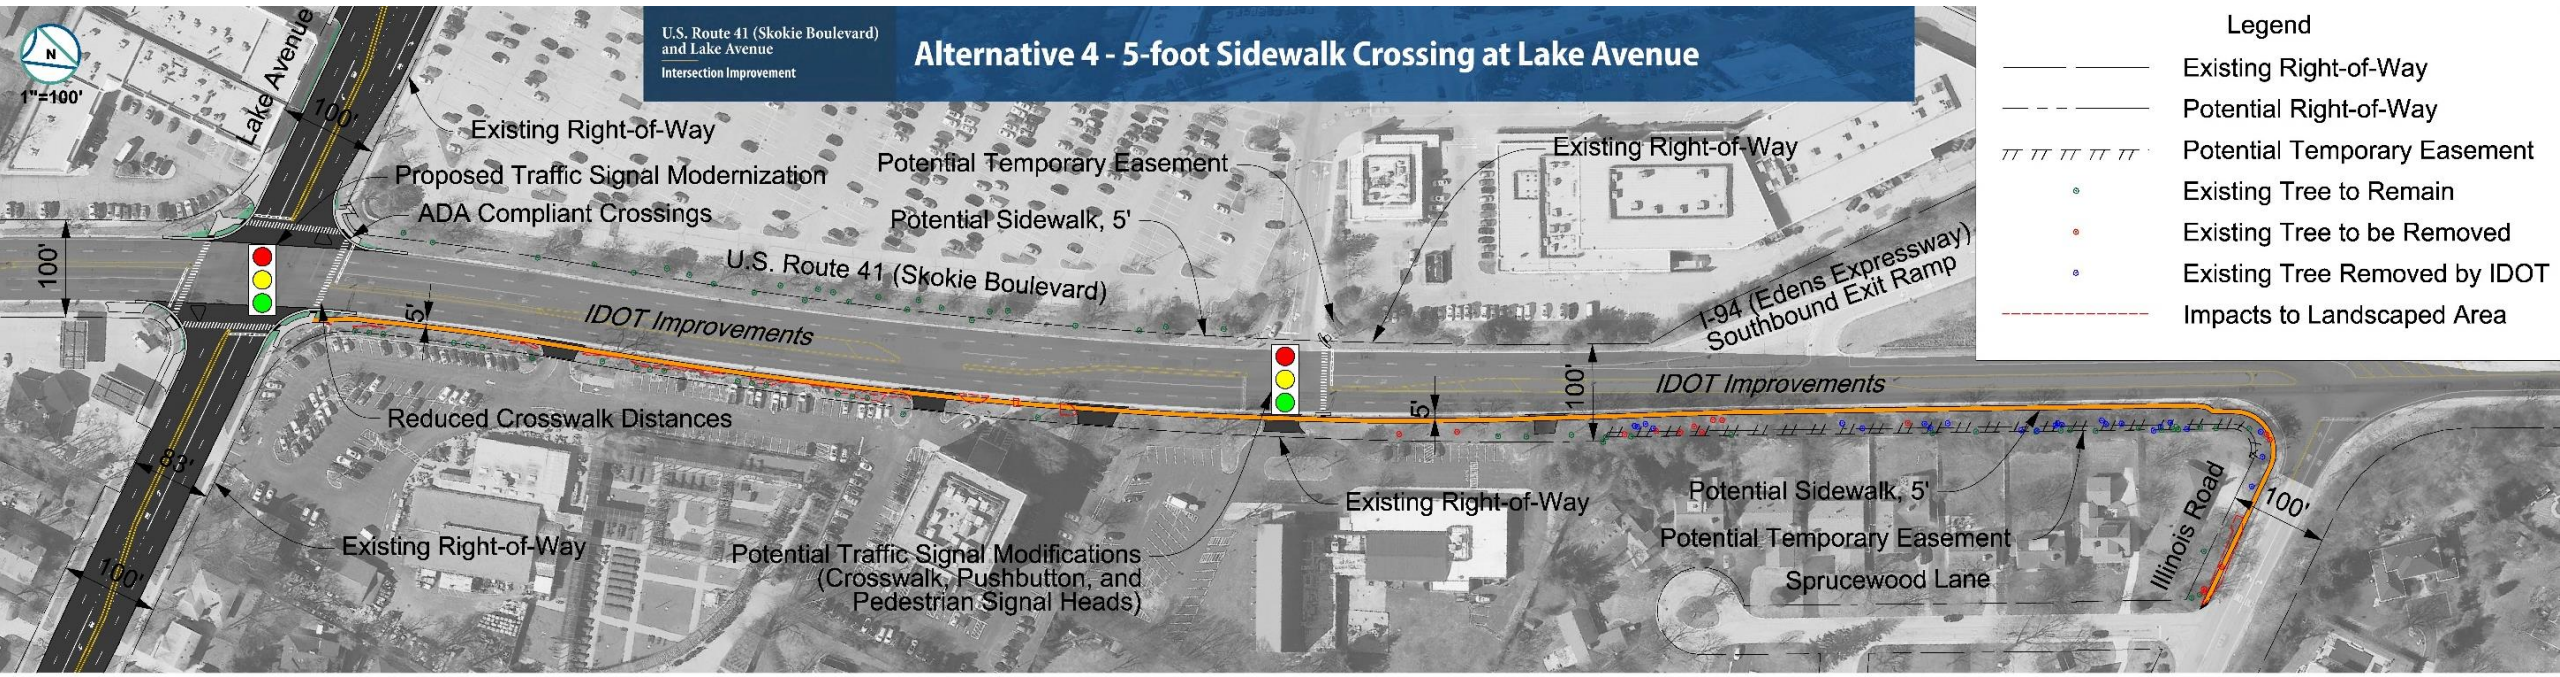 N
1"=100'
Lake Avenue
100'
U.S. Route 41 (Skokie Boulevard)
and Lake Avenue
Intersection Improvement
Alternative 4 - 5-foot Sidewalk Crossing at Lake Avenue
Legend
Existing Right-of-Way
Potential Right-of-Way
Potential Temporary Easement
Existing Tree to Remain
Existing Tree to be Removed
Existing Tree Removed by IDOT
Impacts to Landscaped Area
Existing Right-of-Way
Proposed Traffic Signal Modernization
ADA Compliant Crossings
Potential Temporary Easement
Potential Sidewalk, 5'
Existing Right-of-Way
100'
U.S. Route 41 (Skokie Boulevard)
I-94 (Edens Expressway)
Southbound Exit Ramp
5'
IDOT Improvements
100'
IDOT Improvements
5'
Reduced Crosswalk Distances
83'
Existing Right-of-Way
100'
Potential Traffic Signal Modifications
(Crosswalk, Pushbutton, and
Pedestrian Signal Heads)
Existing Right-of-Way
Potential Sidewalk, 5'
Potential Temporary Easement
Sprucewood Lane
Illinois Road
100'